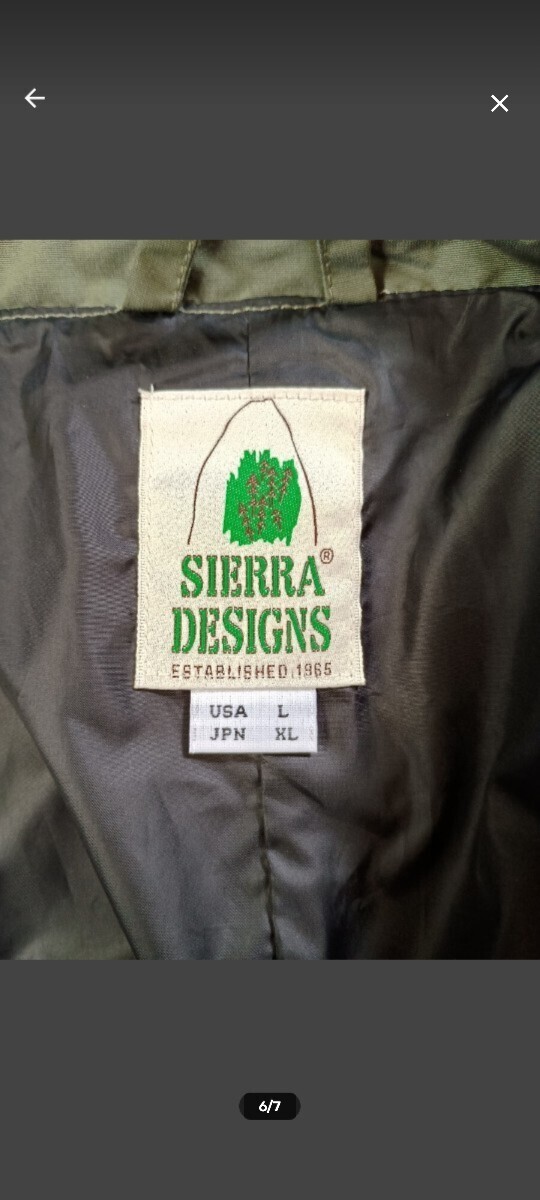 SIERRA®
DESIGNS
ESTABLISHED 1965
USA L
JPN XL
6/7